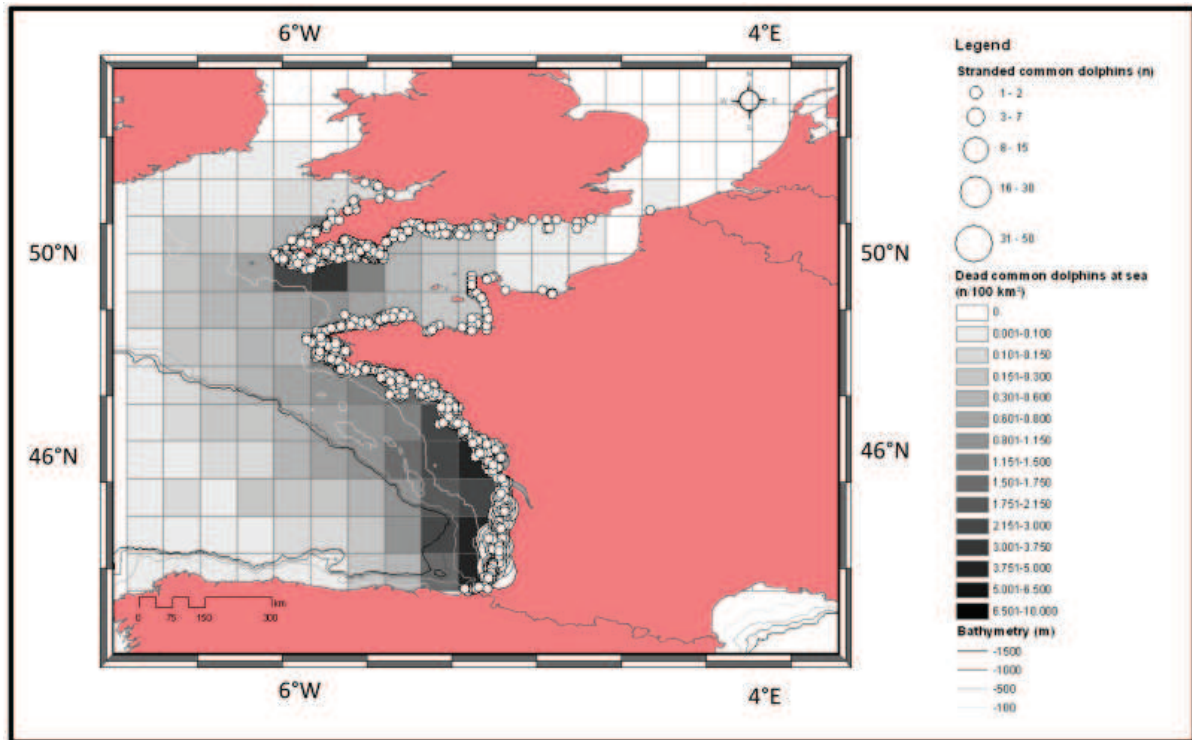 6°W 4°E
Legend
Stranded common dolphins (n)
1 - 2
3 - 7
8 - 15
16 - 30
31 - 50
50°N 50°N
Dead common dolphins at sea
(n/100 km²)
0
0.001-0.100
0.101-0.150
0.151-0.300
0.301-0.600
0.601-0.800
0.801-1.150
1.151-1.500
1.501-1.750
1.751-2.150
2.151-3.000
3.001-3.750
3.751-5.000
5.001-6.500
6.501-10.000
46°N 46°N
Bathymetry (m)
-1500
-1000
-500
-100
km
0 75 150 300
6°W 4°E